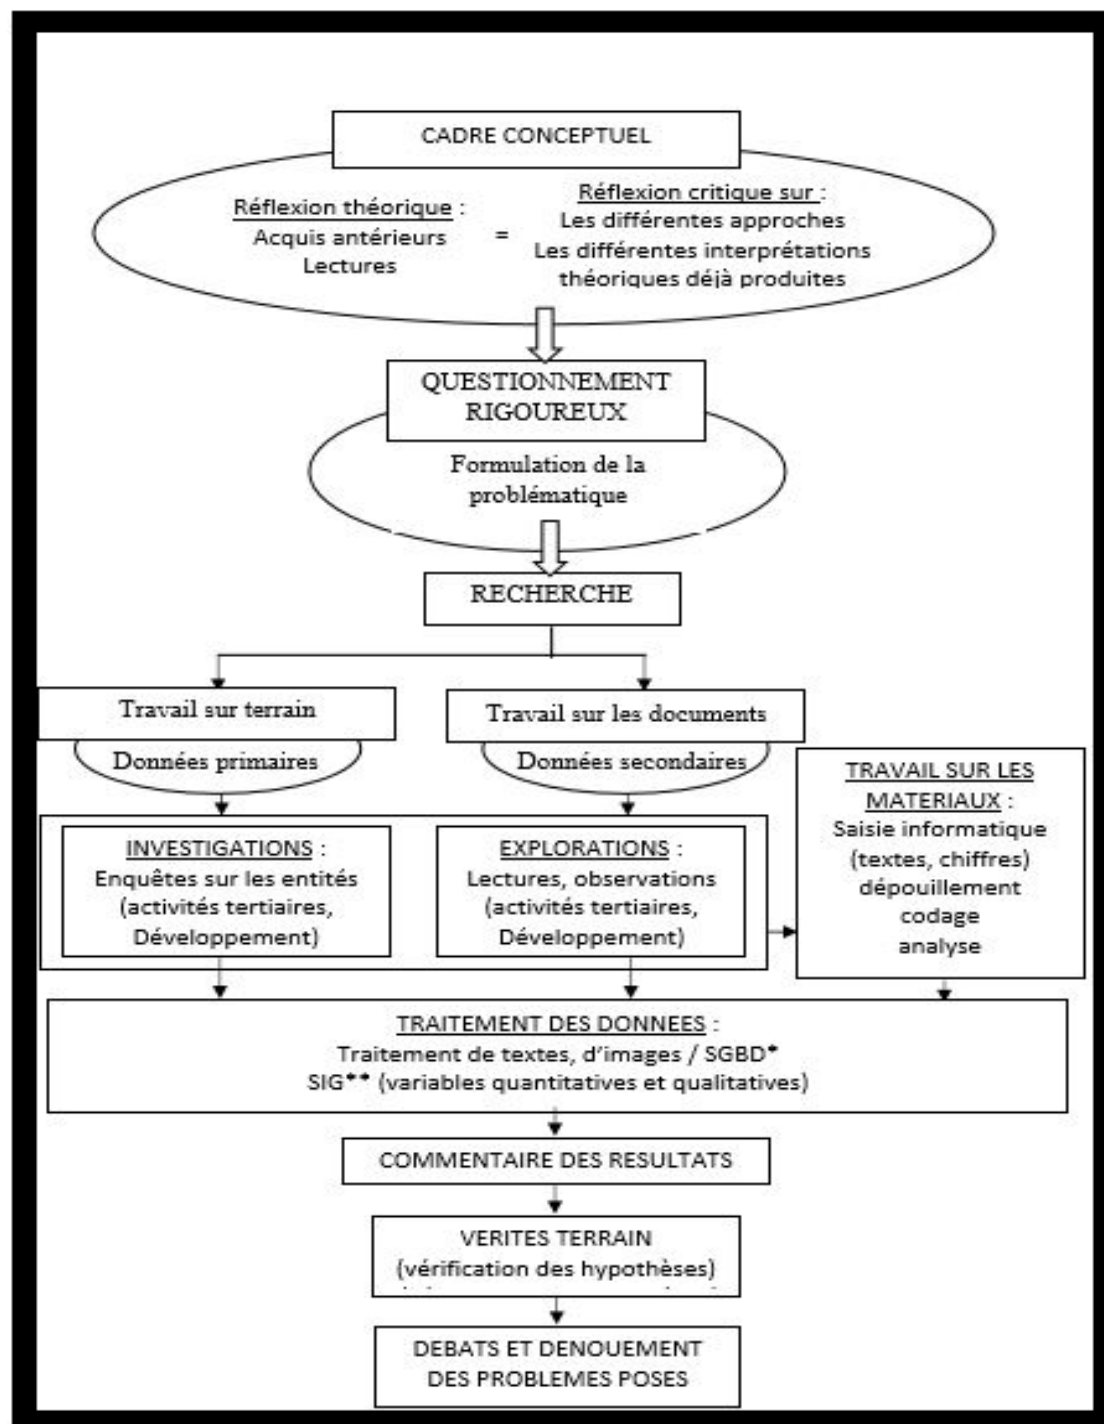 CADRE CONCEPTUEL
Réflexion théorique :
Acquis antérieurs
Lectures
=
Réflexion critique sur :
Les différentes approches
Les différentes interprétations
théoriques déjà produites
QUESTIONNEMENT
RIGOUREUX
Formulation de la
problématique
RECHERCHE
Travail sur terrain
Données primaires
Travail sur les documents
Données secondaires
INVESTIGATIONS :
Enquêtes sur les entités
(activités tertiaires,
Développement)
EXPLORATIONS :
Lectures, observations
(activités tertiaires,
Développement)
TRAVAIL SUR LES
MATERIAUX :
Saisie informatique
(textes, chiffres)
dépouillement
codage
analyse
TRAITEMENT DES DONNEES :
Traitement de textes, d'images / SGBD*
SIG** (variables quantitatives et qualitatives)
COMMENTAIRE DES RESULTATS
VERITES TERRAIN
(vérification des hypothèses)
DEBATS ET DENOUEMENT
DES PROBLEMES POSES